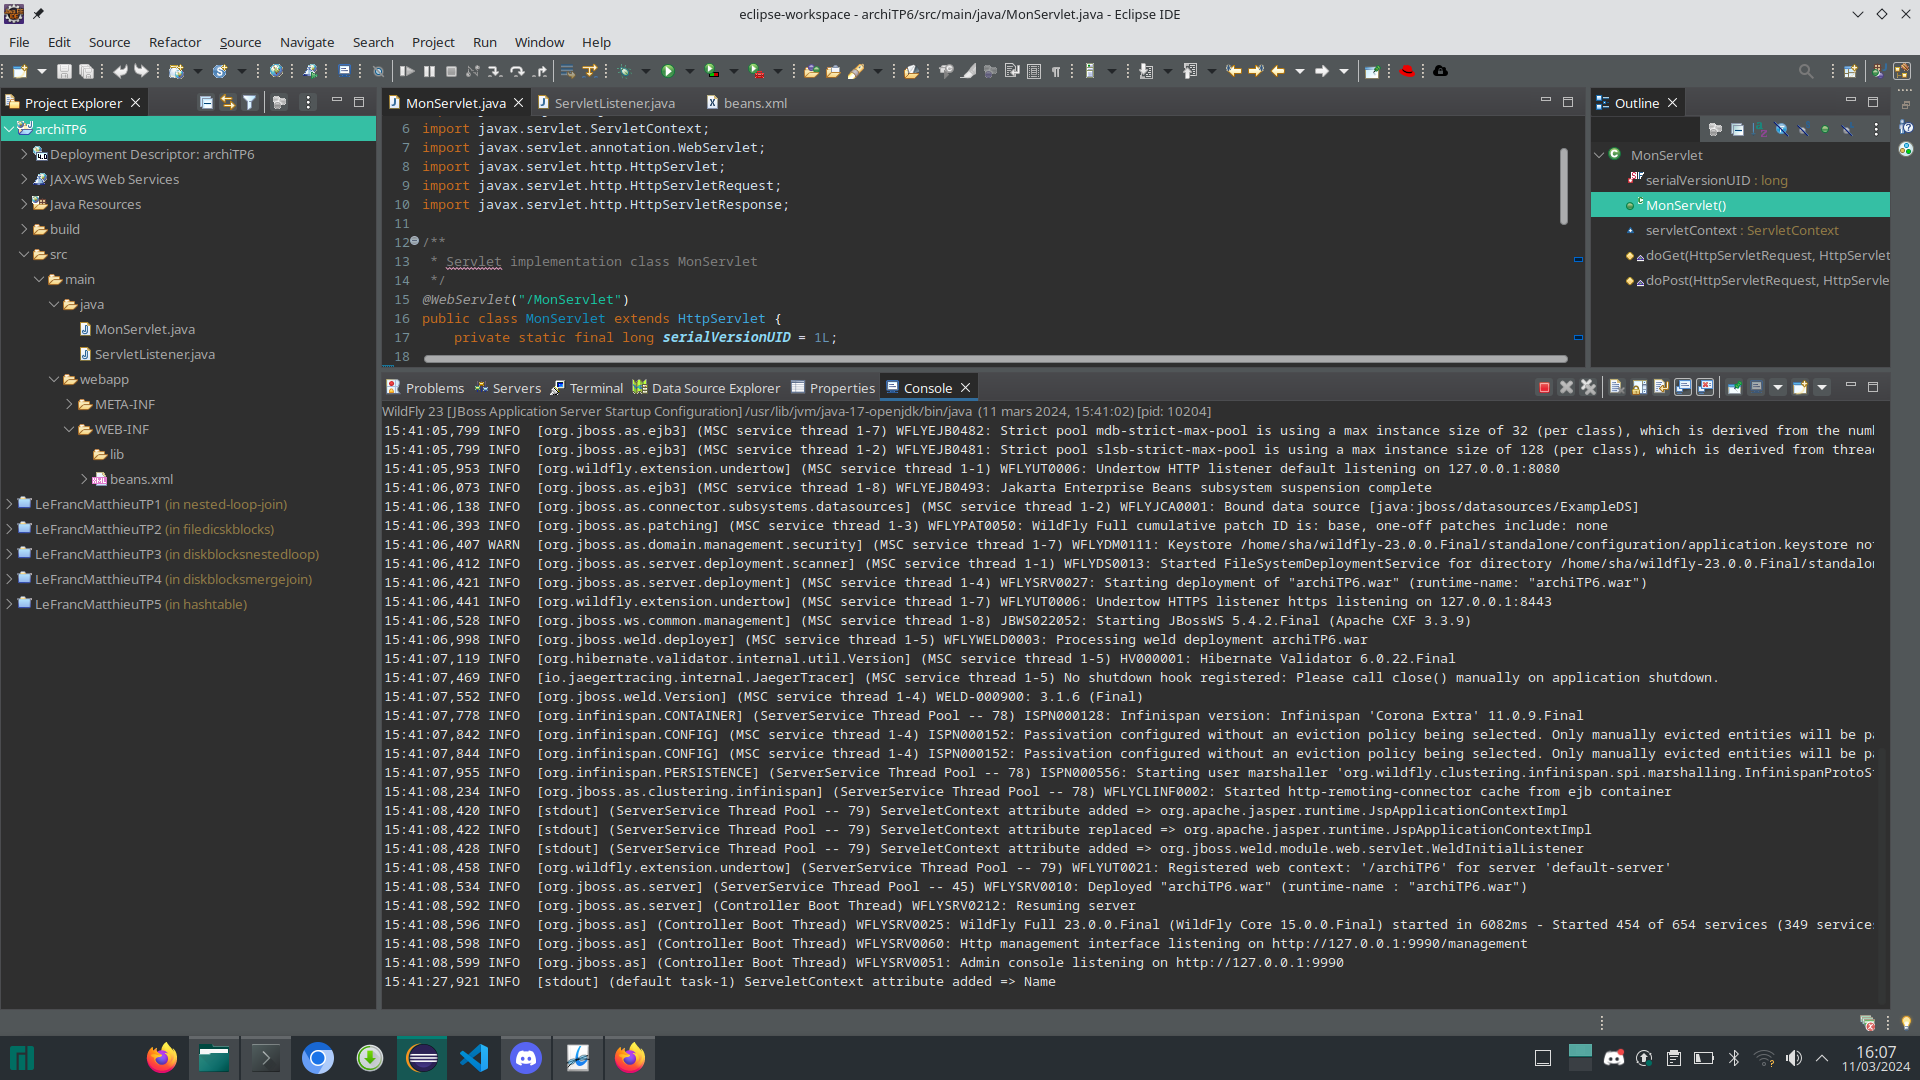 eclipse-workspace - archiTP6/src/main/java/MonServlet.java - Eclipse IDE
File Edit Source Refactor Source Navigate Search Project Run Window Help
Project Explorer
archiTP6
Deployment Descriptor: archiTP6
JAX-WS Web Services
Java Resources
build
src
main
java
MonServlet.java
ServletListener.java
webapp
META-INF
WEB-INF
lib
beans.xml
LeFrancMatthieuTP1 (in nested-loop-join)
LeFrancMatthieuTP2 (in filedicskblocks)
LeFrancMatthieuTP3 (in diskblocksnestedloop)
LeFrancMatthieuTP4 (in diskblocksmergejoin)
LeFrancMatthieuTP5 (in hashtable)
MonServlet.java ServletListener.java beans.xml
6 import javax.servlet.ServletContext;
7 import javax.servlet.annotation.WebServlet;
8 import javax.servlet.http.HttpServlet;
9 import javax.servlet.http.HttpServletRequest;
10 import javax.servlet.http.HttpServletResponse;
11
12 /**
13 * Servlet implementation class MonServlet
14 */
15 @WebServlet("/MonServlet")
16 public class MonServlet extends HttpServlet {
17 private static final long serialVersionUID = 1L;
18
Outline
MonServlet
serialVersionUID : long
MonServlet()
servletContext : ServletContext
doGet(HttpServletRequest, HttpServlet
doPost(HttpServletRequest, HttpServle
Problems Servers Terminal Data Source Explorer Properties Console
WildFly 23 [JBoss Application Server Startup Configuration] /usr/lib/jvm/java-17-openjdk/bin/java (11 mars 2024, 15:41:02) [pid: 10204]
15:41:05,799 INFO [org.jboss.as.ejb3] (MSC service thread 1-7) WFLYEJB0482: Strict pool mdb-strict-max-pool is using a max instance size of 32 (per class), which is derived from the num
15:41:05,799 INFO [org.jboss.as.ejb3] (MSC service thread 1-2) WFLYEJB0481: Strict pool slsb-strict-max-pool is using a max instance size of 128 (per class), which is derived from threa
15:41:05,953 INFO [org.wildfly.extension.undertow] (MSC service thread 1-1) WFLYUT0006: Undertow HTTP listener default listening on 127.0.0.1:8080
15:41:06,073 INFO [org.jboss.as.ejb3] (MSC service thread 1-8) WFLYEJB0493: Jakarta Enterprise Beans subsystem suspension complete
15:41:06,138 INFO [org.jboss.as.connector.subsystems.datasources] (MSC service thread 1-2) WFLYJCA0001: Bound data source [java:jboss/datasources/ExampleDS]
15:41:06,393 INFO [org.jboss.as.patching] (MSC service thread 1-3) WFLYPAT0050: WildFly Full cumulative patch ID is: base, one-off patches include: none
15:41:06,407 WARN [org.jboss.as.domain.management.security] (MSC service thread 1-7) WFLYDM0111: Keystore /home/sha/wildfly-23.0.0.Final/standalone/configuration/application.keystore no
15:41:06,412 INFO [org.jboss.as.server.deployment.scanner] (MSC service thread 1-1) WFLYDS0013: Started FileSystemDeploymentService for directory /home/sha/wildfly-23.0.0.Final/standalo
15:41:06,421 INFO [org.jboss.as.server.deployment] (MSC service thread 1-4) WFLYSRV0027: Starting deployment of "archiTP6.war" (runtime-name: "archiTP6.war")
15:41:06,441 INFO [org.wildfly.extension.undertow] (MSC service thread 1-7) WFLYUT0006: Undertow HTTPS listener https listening on 127.0.0.1:8443
15:41:06,528 INFO [org.jboss.ws.common.management] (MSC service thread 1-8) JBWS022052: Starting JBossWS 5.4.2.Final (Apache CXF 3.3.9)
15:41:06,998 INFO [org.jboss.weld.deployer] (MSC service thread 1-5) WFLYWELD0003: Processing weld deployment archiTP6.war
15:41:07,119 INFO [org.hibernate.validator.internal.util.Version] (MSC service thread 1-5) HV000001: Hibernate Validator 6.0.22.Final
15:41:07,469 INFO [io.jaegertracing.internal.JaegerTracer] (MSC service thread 1-5) No shutdown hook registered: Please call close() manually on application shutdown.
15:41:07,552 INFO [org.jboss.weld.Version] (MSC service thread 1-4) WELD-000900: 3.1.6 (Final)
15:41:07,778 INFO [org.infinispan.CONTAINER] (ServerService Thread Pool -- 78) ISPN000128: Infinispan version: Infinispan 'Corona Extra' 11.0.9.Final
15:41:07,842 INFO [org.infinispan.CONFIG] (MSC service thread 1-4) ISPN000152: Passivation configured without an eviction policy being selected. Only manually evicted entities will be p
15:41:07,844 INFO [org.infinispan.CONFIG] (MSC service thread 1-4) ISPN000152: Passivation configured without an eviction policy being selected. Only manually evicted entities will be p
15:41:07,955 INFO [org.infinispan.PERSISTENCE] (ServerService Thread Pool -- 78) ISPN000556: Starting user marshaller 'org.wildfly.clustering.infinispan.spi.marshalling.InfinispanProtoS
15:41:08,234 INFO [org.jboss.as.clustering.infinispan] (ServerService Thread Pool -- 78) WFLYCLINF0002: Started http-remoting-connector cache from ejb container
15:41:08,420 INFO [stdout] (ServerService Thread Pool -- 79) ServeletContext attribute added => org.apache.jasper.runtime.JspApplicationContextImpl
15:41:08,422 INFO [stdout] (ServerService Thread Pool -- 79) ServeletContext attribute replaced => org.apache.jasper.runtime.JspApplicationContextImpl
15:41:08,428 INFO [stdout] (ServerService Thread Pool -- 79) ServeletContext attribute added => org.jboss.weld.module.web.servlet.WeldInitialListener
15:41:08,458 INFO [org.wildfly.extension.undertow] (ServerService Thread Pool -- 79) WFLYUT0021: Registered web context: '/archiTP6' for server 'default-server'
15:41:08,534 INFO [org.jboss.as.server] (ServerService Thread Pool -- 45) WFLYSRV0010: Deployed "archiTP6.war" (runtime-name : "archiTP6.war")
15:41:08,592 INFO [org.jboss.as.server] (Controller Boot Thread) WFLYSRV0212: Resuming server
15:41:08,596 INFO [org.jboss.as] (Controller Boot Thread) WFLYSRV0025: WildFly Full 23.0.0.Final (WildFly Core 15.0.0.Final) started in 6082ms - Started 454 of 654 services (349 service
15:41:08,598 INFO [org.jboss.as] (Controller Boot Thread) WFLYSRV0060: Http management interface listening on http://127.0.0.1:9990/management
15:41:08,599 INFO [org.jboss.as] (Controller Boot Thread) WFLYSRV0051: Admin console listening on http://127.0.0.1:9990
15:41:27,921 INFO [stdout] (default task-1) ServeletContext attribute added => Name
16:07
11/03/2024